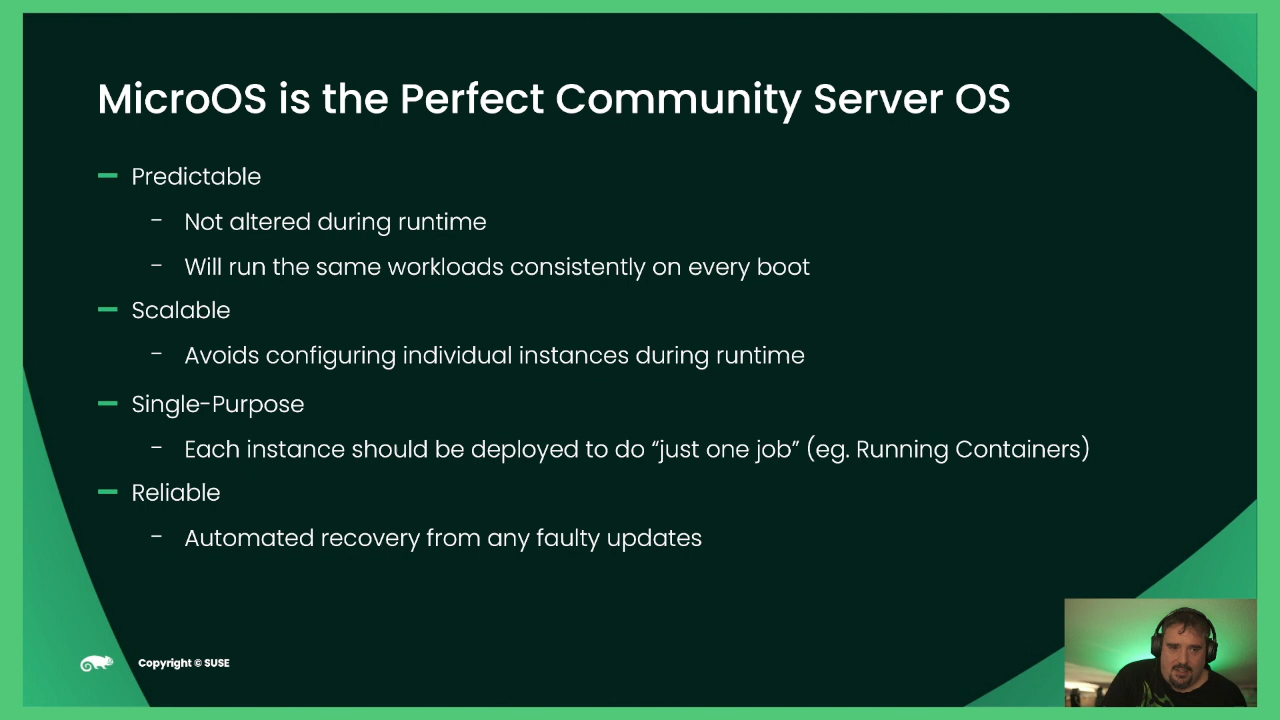 MicroOS is the Perfect Community Server OS
Predictable
- Not altered during runtime
- Will run the same workloads consistently on every boot
Scalable
- Avoids configuring individual instances during runtime
Single-Purpose
- Each instance should be deployed to do “just one job” (eg. Running Containers)
Reliable
- Automated recovery from any faulty updates
Copyright © SUSE